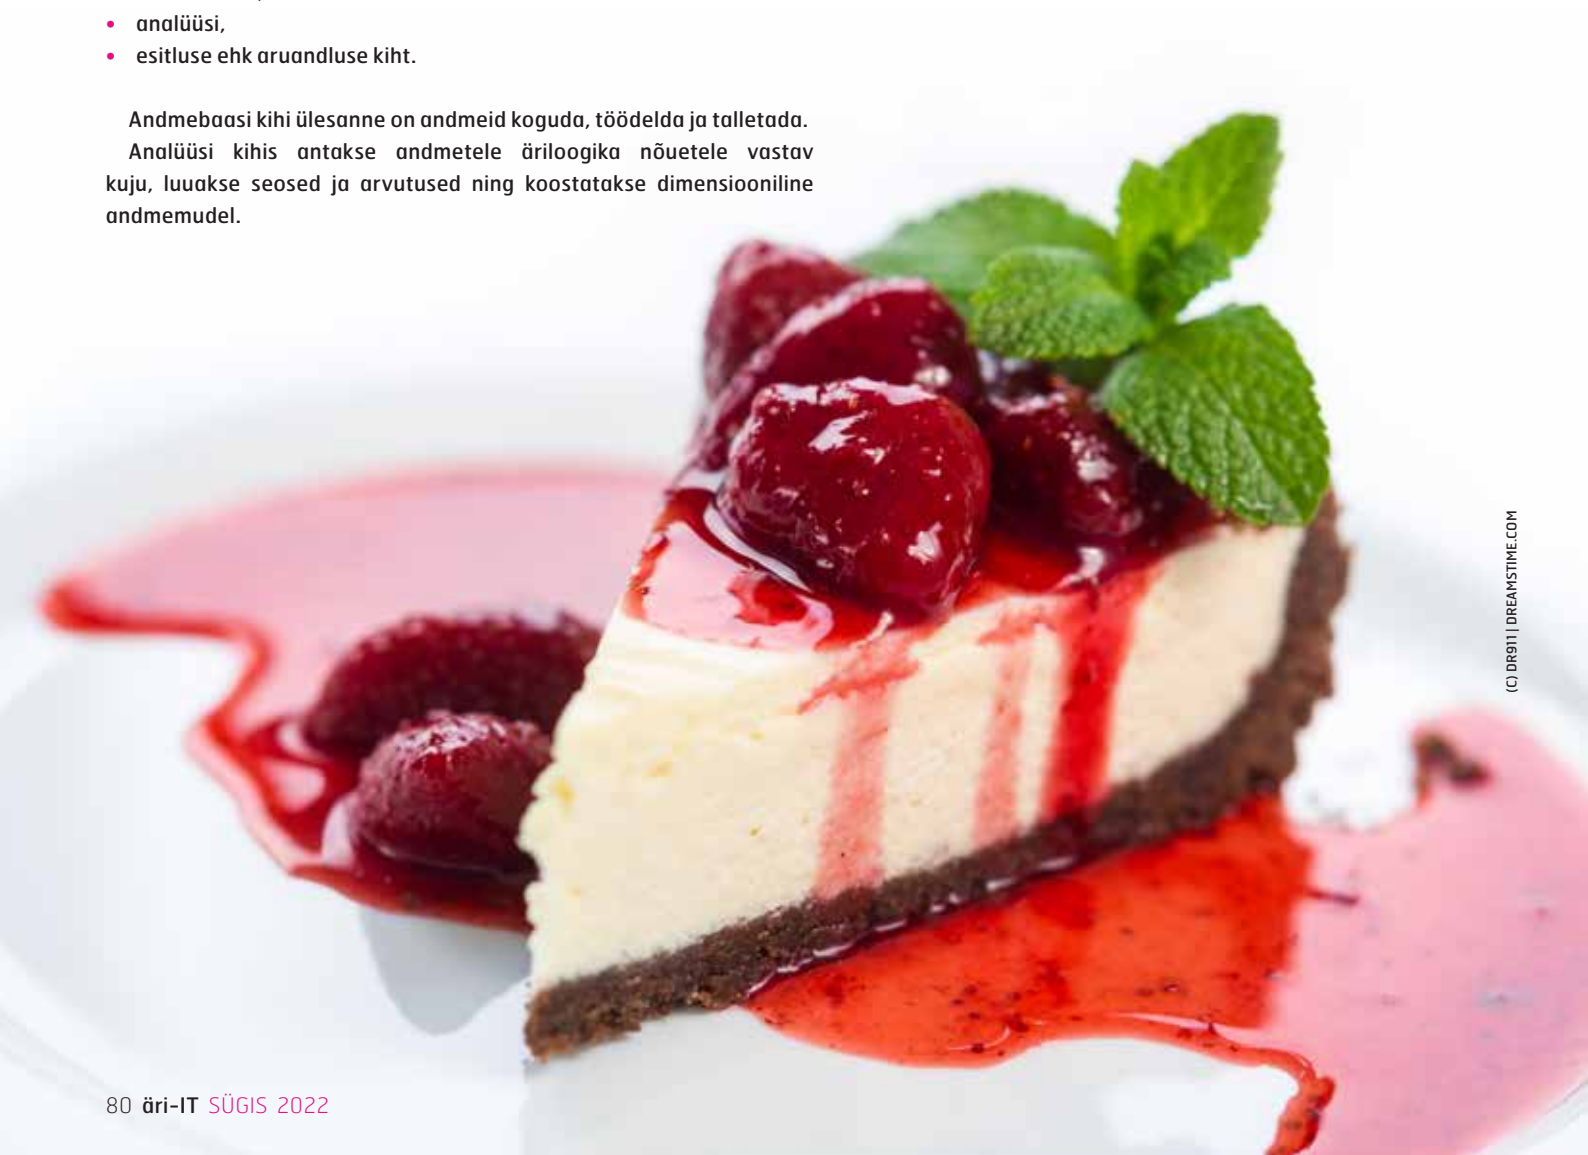 • analüüsi,
• esitluse ehk aruandluse kiht.
Andmebaasi kihi ülesanne on andmeid koguda, töödelda ja talletada.
Analüüsi kihis antakse andmetele äriloogika nõuetele vastav
kuju, luuakse seosed ja arvutused ning koostatakse dimensiooniline
andmemudel.
(C) DR911 | DREAMSTIME.COM
80 äri-IT SÜGIS 2022